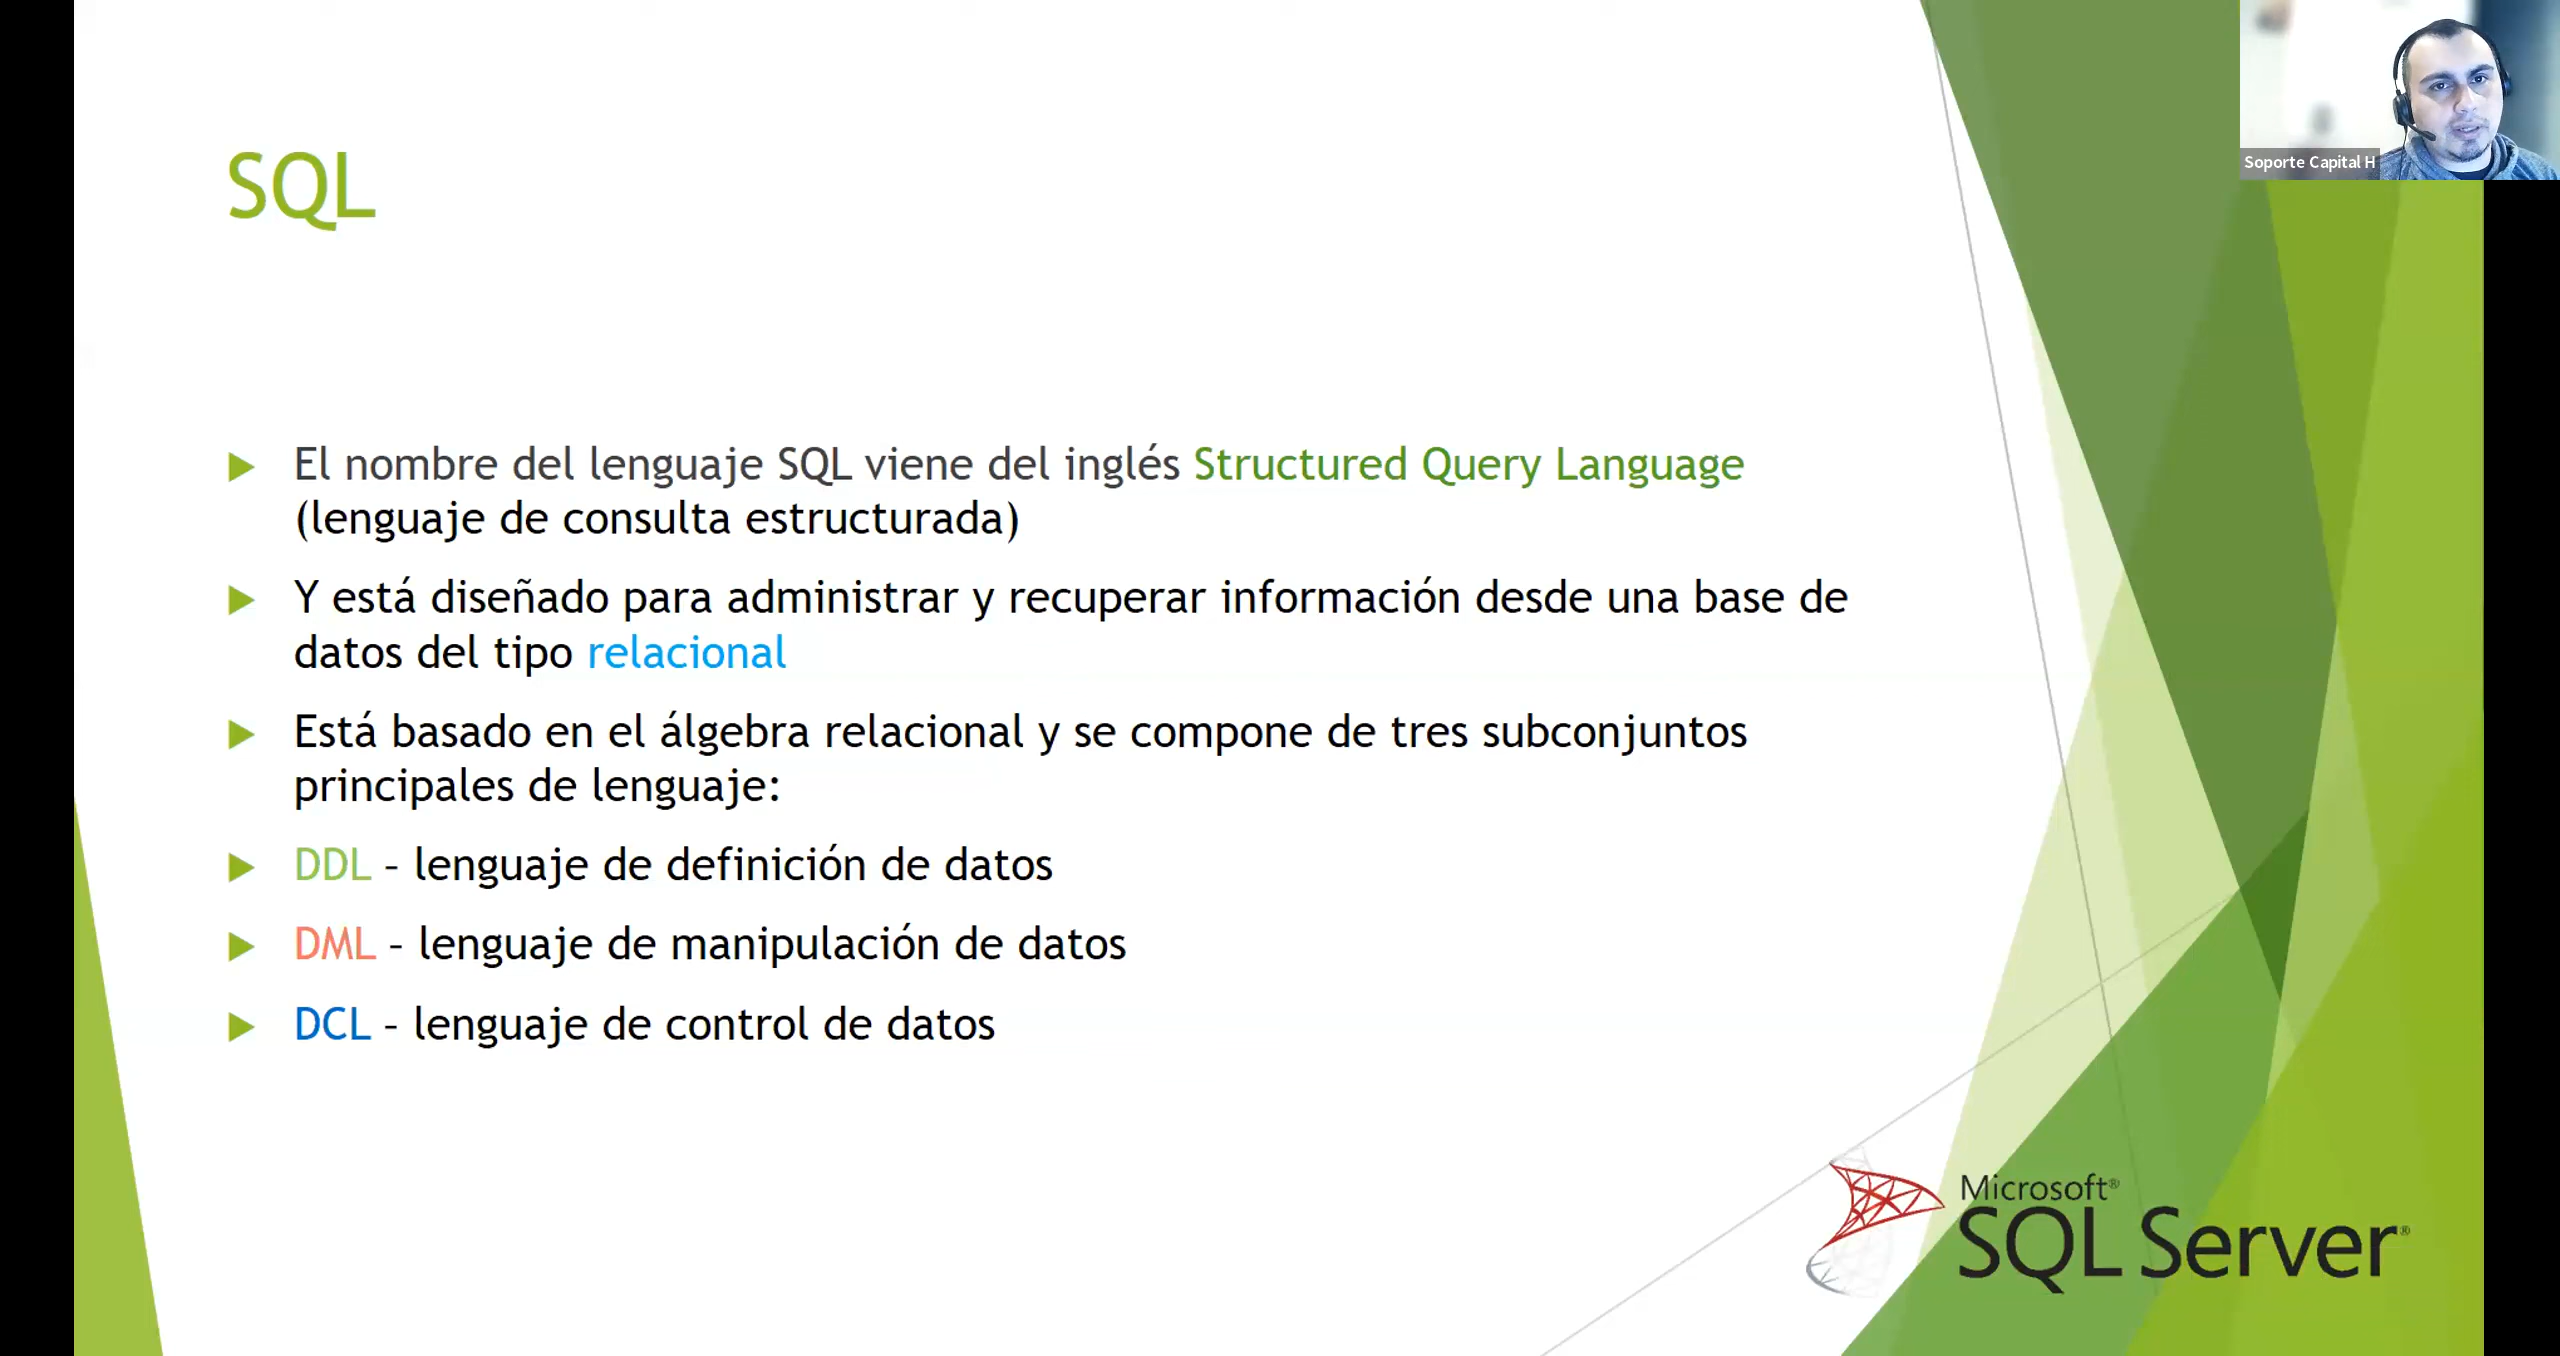 Soporte Capital H
SQL
El nombre del lenguaje SQL viene del inglés Structured Query Language
(lenguaje de consulta estructurada)
Y está diseñado para administrar y recuperar información desde una base de
datos del tipo relacional
Está basado en el álgebra relacional y se compone de tres subconjuntos
principales de lenguaje:
DDL – lenguaje de definición de datos
DML – lenguaje de manipulación de datos
DCL – lenguaje de control de datos
Microsoft®
SQL Server®